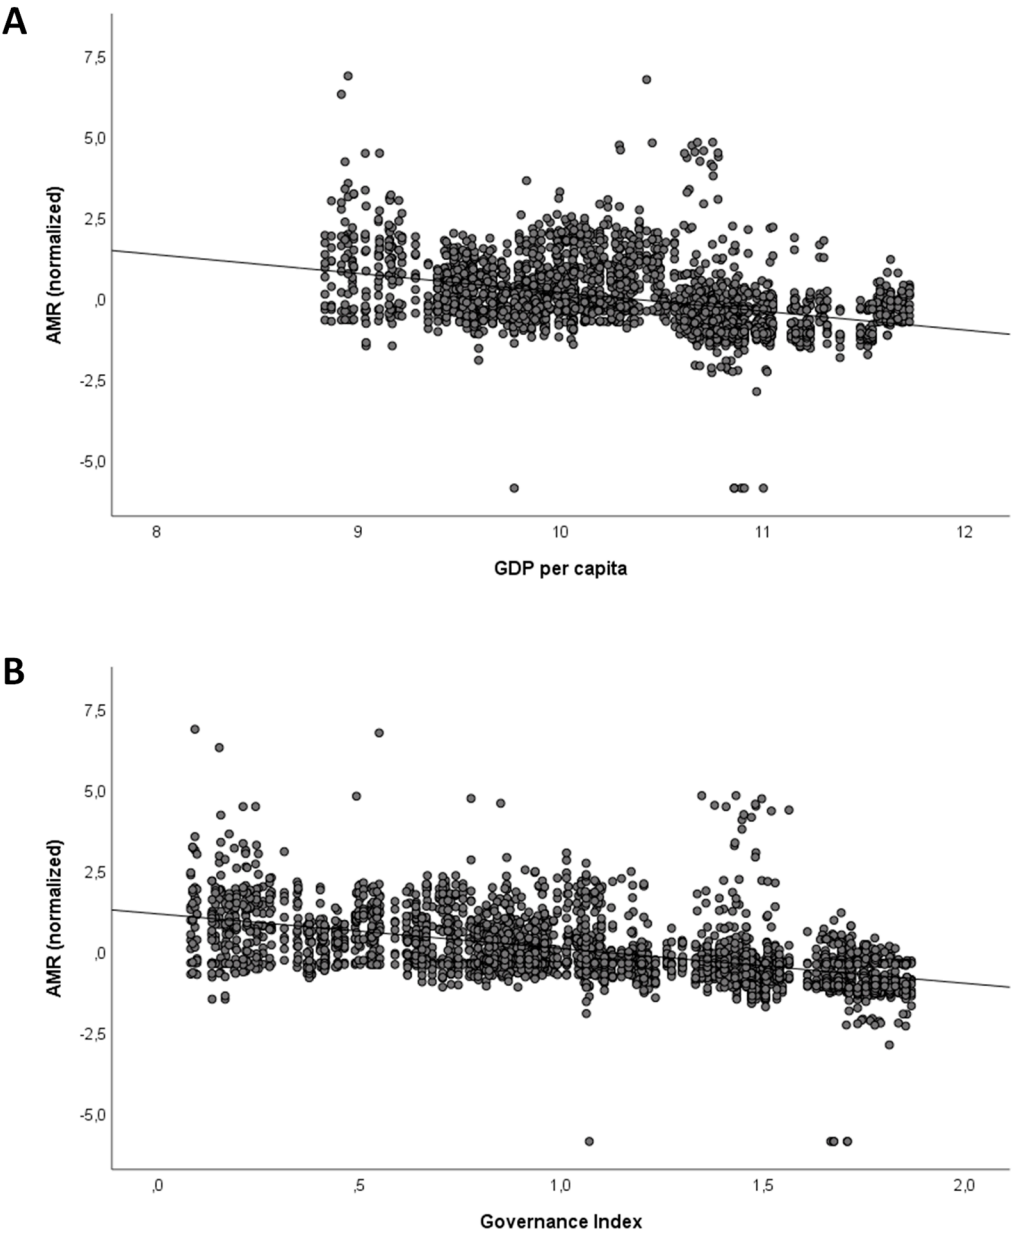 A
7,5
5,0
2,5
,0
-2,5
-5,0
AMR (normalized)
8 9 10 11 12
GDP per capita
B
7,5
5,0
2,5
,0
-2,5
-5,0
AMR (normalized)
,0 ,5 1,0 1,5 2,0
Governance Index